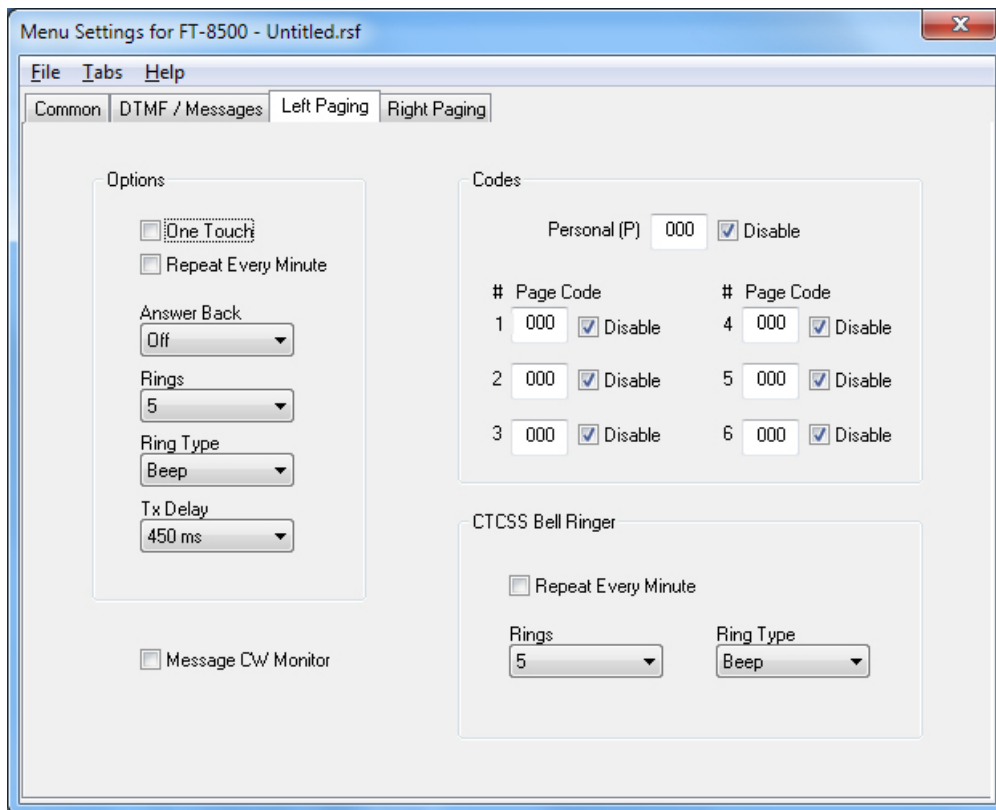 Menu Settings for FT-8500 - Untitled.rsf
File Tabs Help
Common DTMF / Messages Left Paging Right Paging
Options
One Touch
Repeat Every Minute
Answer Back
Off
Rings
5
Ring Type
Beep
Tx Delay
450 ms
Message CW Monitor
Codes
Personal (P) 000 Disable
# Page Code # Page Code
1 000 Disable 4 000 Disable
2 000 Disable 5 000 Disable
3 000 Disable 6 000 Disable
CTCSS Bell Ringer
Repeat Every Minute
Rings Ring Type
5 Beep